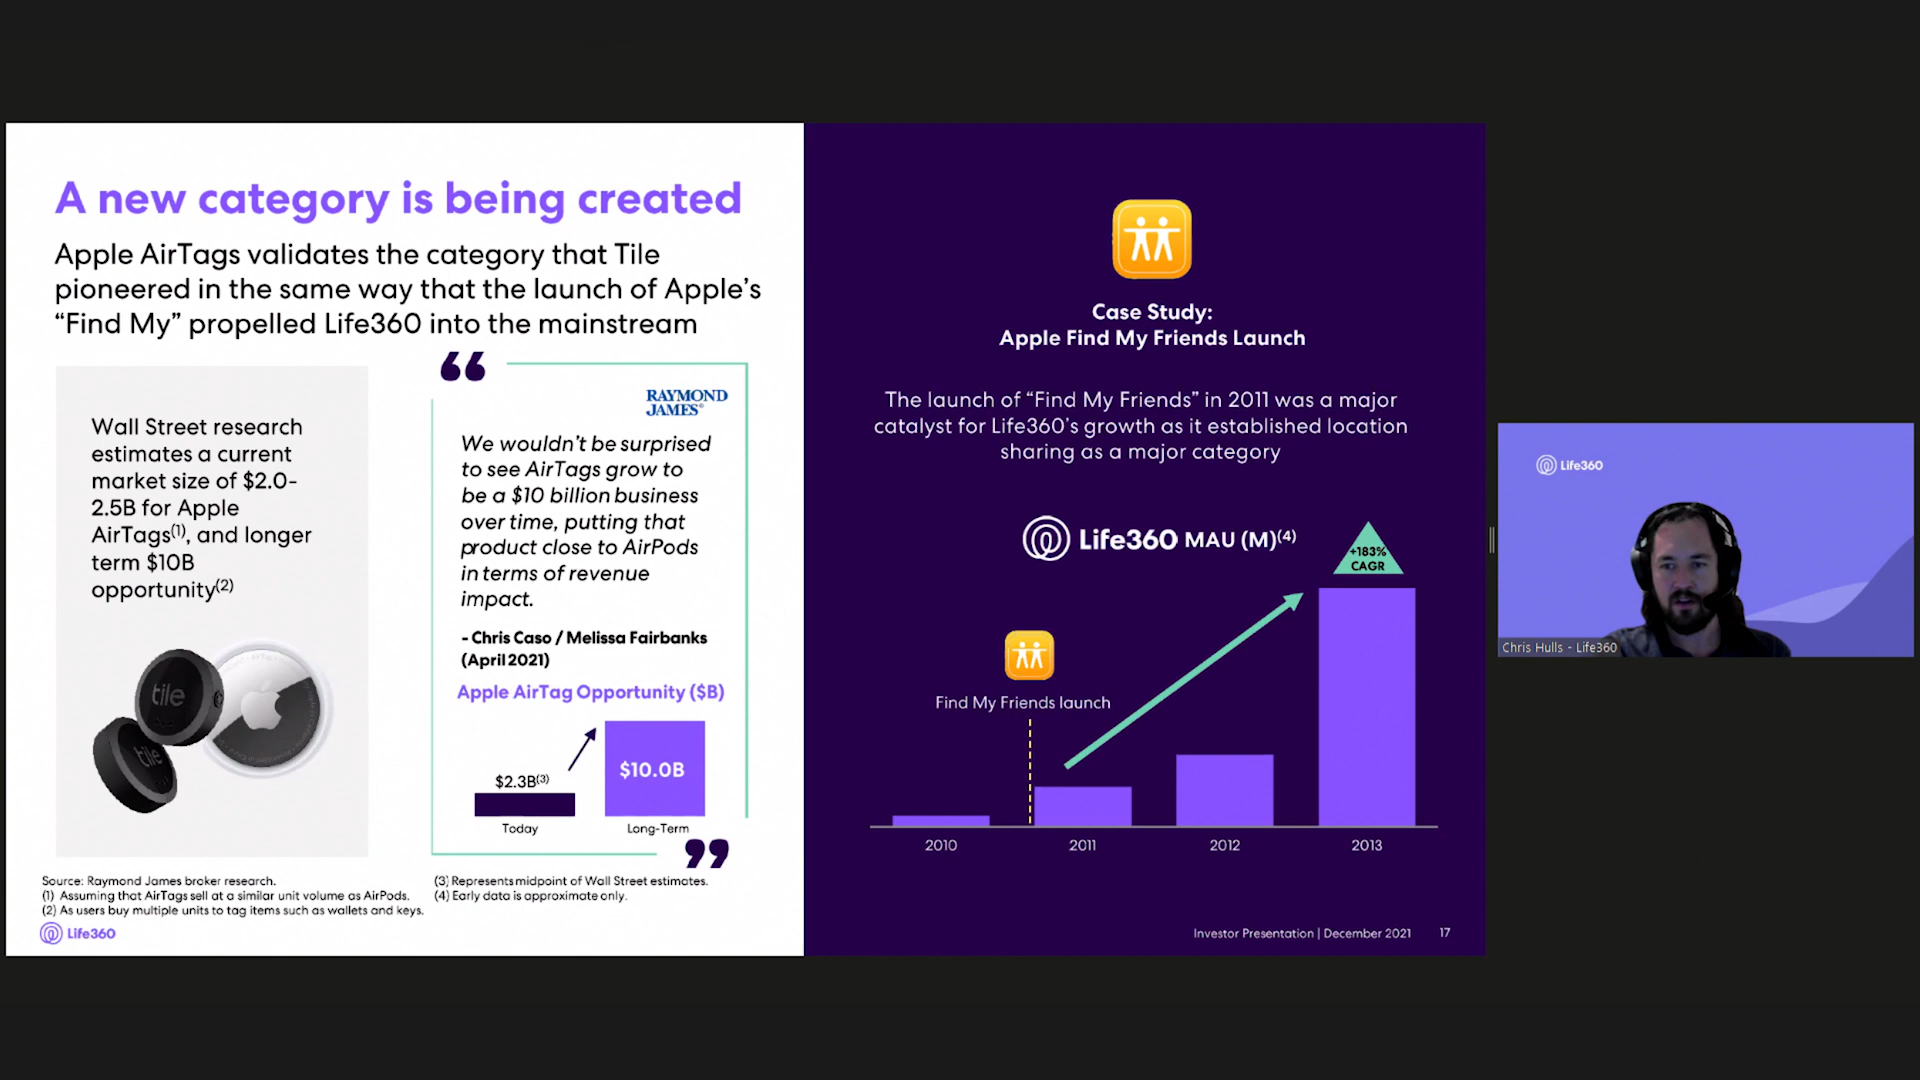 A new category is being created
Apple AirTags validates the category that Tile
pioneered in the same way that the launch of Apple's
“Find My” propelled Life360 into the mainstream
Wall Street research
estimates a current
market size of $2.0-
2.5B for Apple
AirTags(1), and longer
term $10B
opportunity(2)
tile
tile
“
RAYMOND
JAMES®
We wouldn't be surprised
to see AirTags grow to
be a $10 billion business
over time, putting that
product close to AirPods
in terms of revenue
impact.
- Chris Caso / Melissa Fairbanks
(April 2021)
Apple AirTag Opportunity ($B)
$2.3B(3)
$10.0B
Today
Long-Term
”
Source: Raymond James broker research.
(1) Assuming that AirTags sell at a similar unit volume as AirPods.
(2) As users buy multiple units to tag items such as wallets and keys.
(3) Represents midpoint of Wall Street estimates.
(4) Early data is approximate only.
Life360
Case Study:
Apple Find My Friends Launch
The launch of “Find My Friends” in 2011 was a major
catalyst for Life360's growth as it established location
sharing as a major category
Life360 MAU (M)(4)
+183%
CAGR
Find My Friends launch
2010
2011
2012
2013
Investor Presentation | December 2021
17
Life360
Chris Hulls - Life360